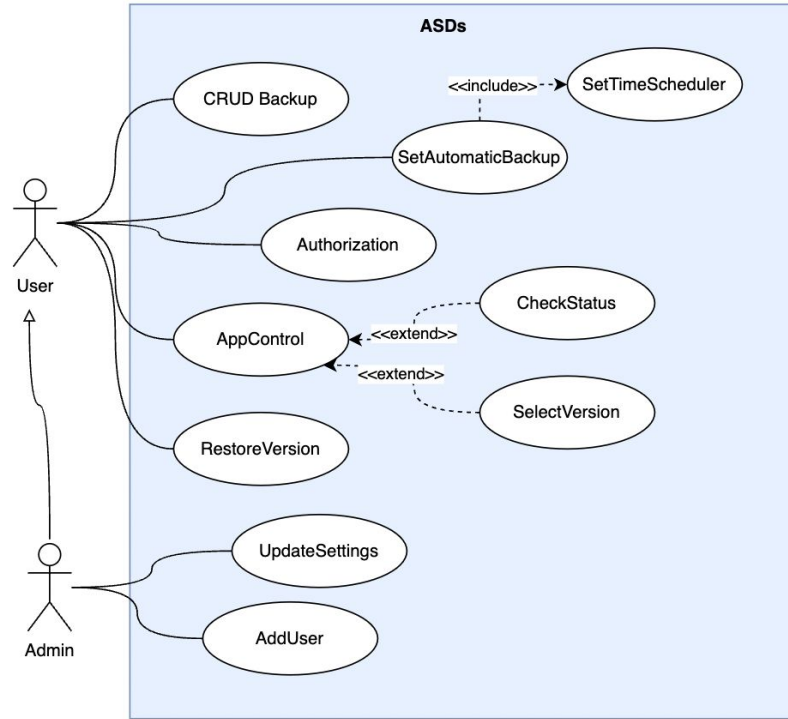 ASDs
CRUD Backup
<<include>>
SetTimeScheduler
SetAutomaticBackup
User
Authorization
AppControl
<<extend>>
CheckStatus
<<extend>>
SelectVersion
RestoreVersion
Admin
UpdateSettings
AddUser